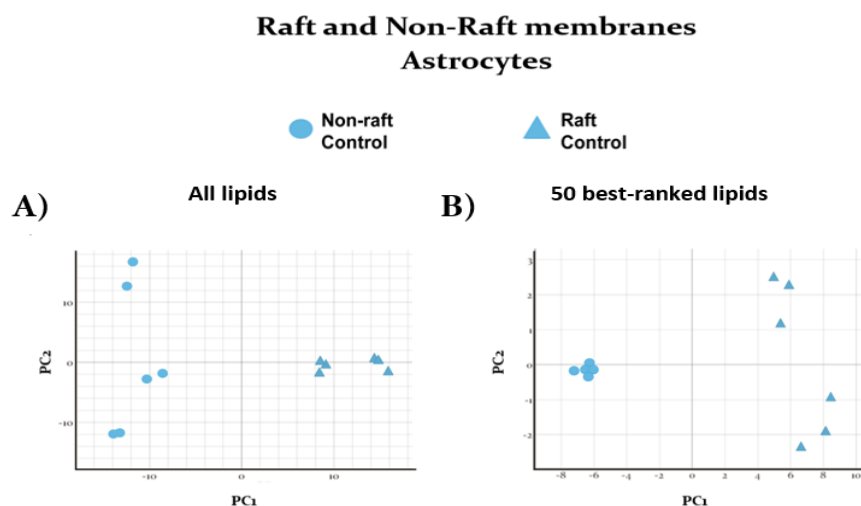 Raft and Non-Raft membranes
Astrocytes
Non-raft
Control
Raft
Control
A)
All lipids
B)
50 best-ranked lipids
PC2
10
0
-10
-10
0
10
PC1
PC2
3
2
1
0
-1
-2
-8
-6
-4
-2
0
2
4
6
8
10
PC1